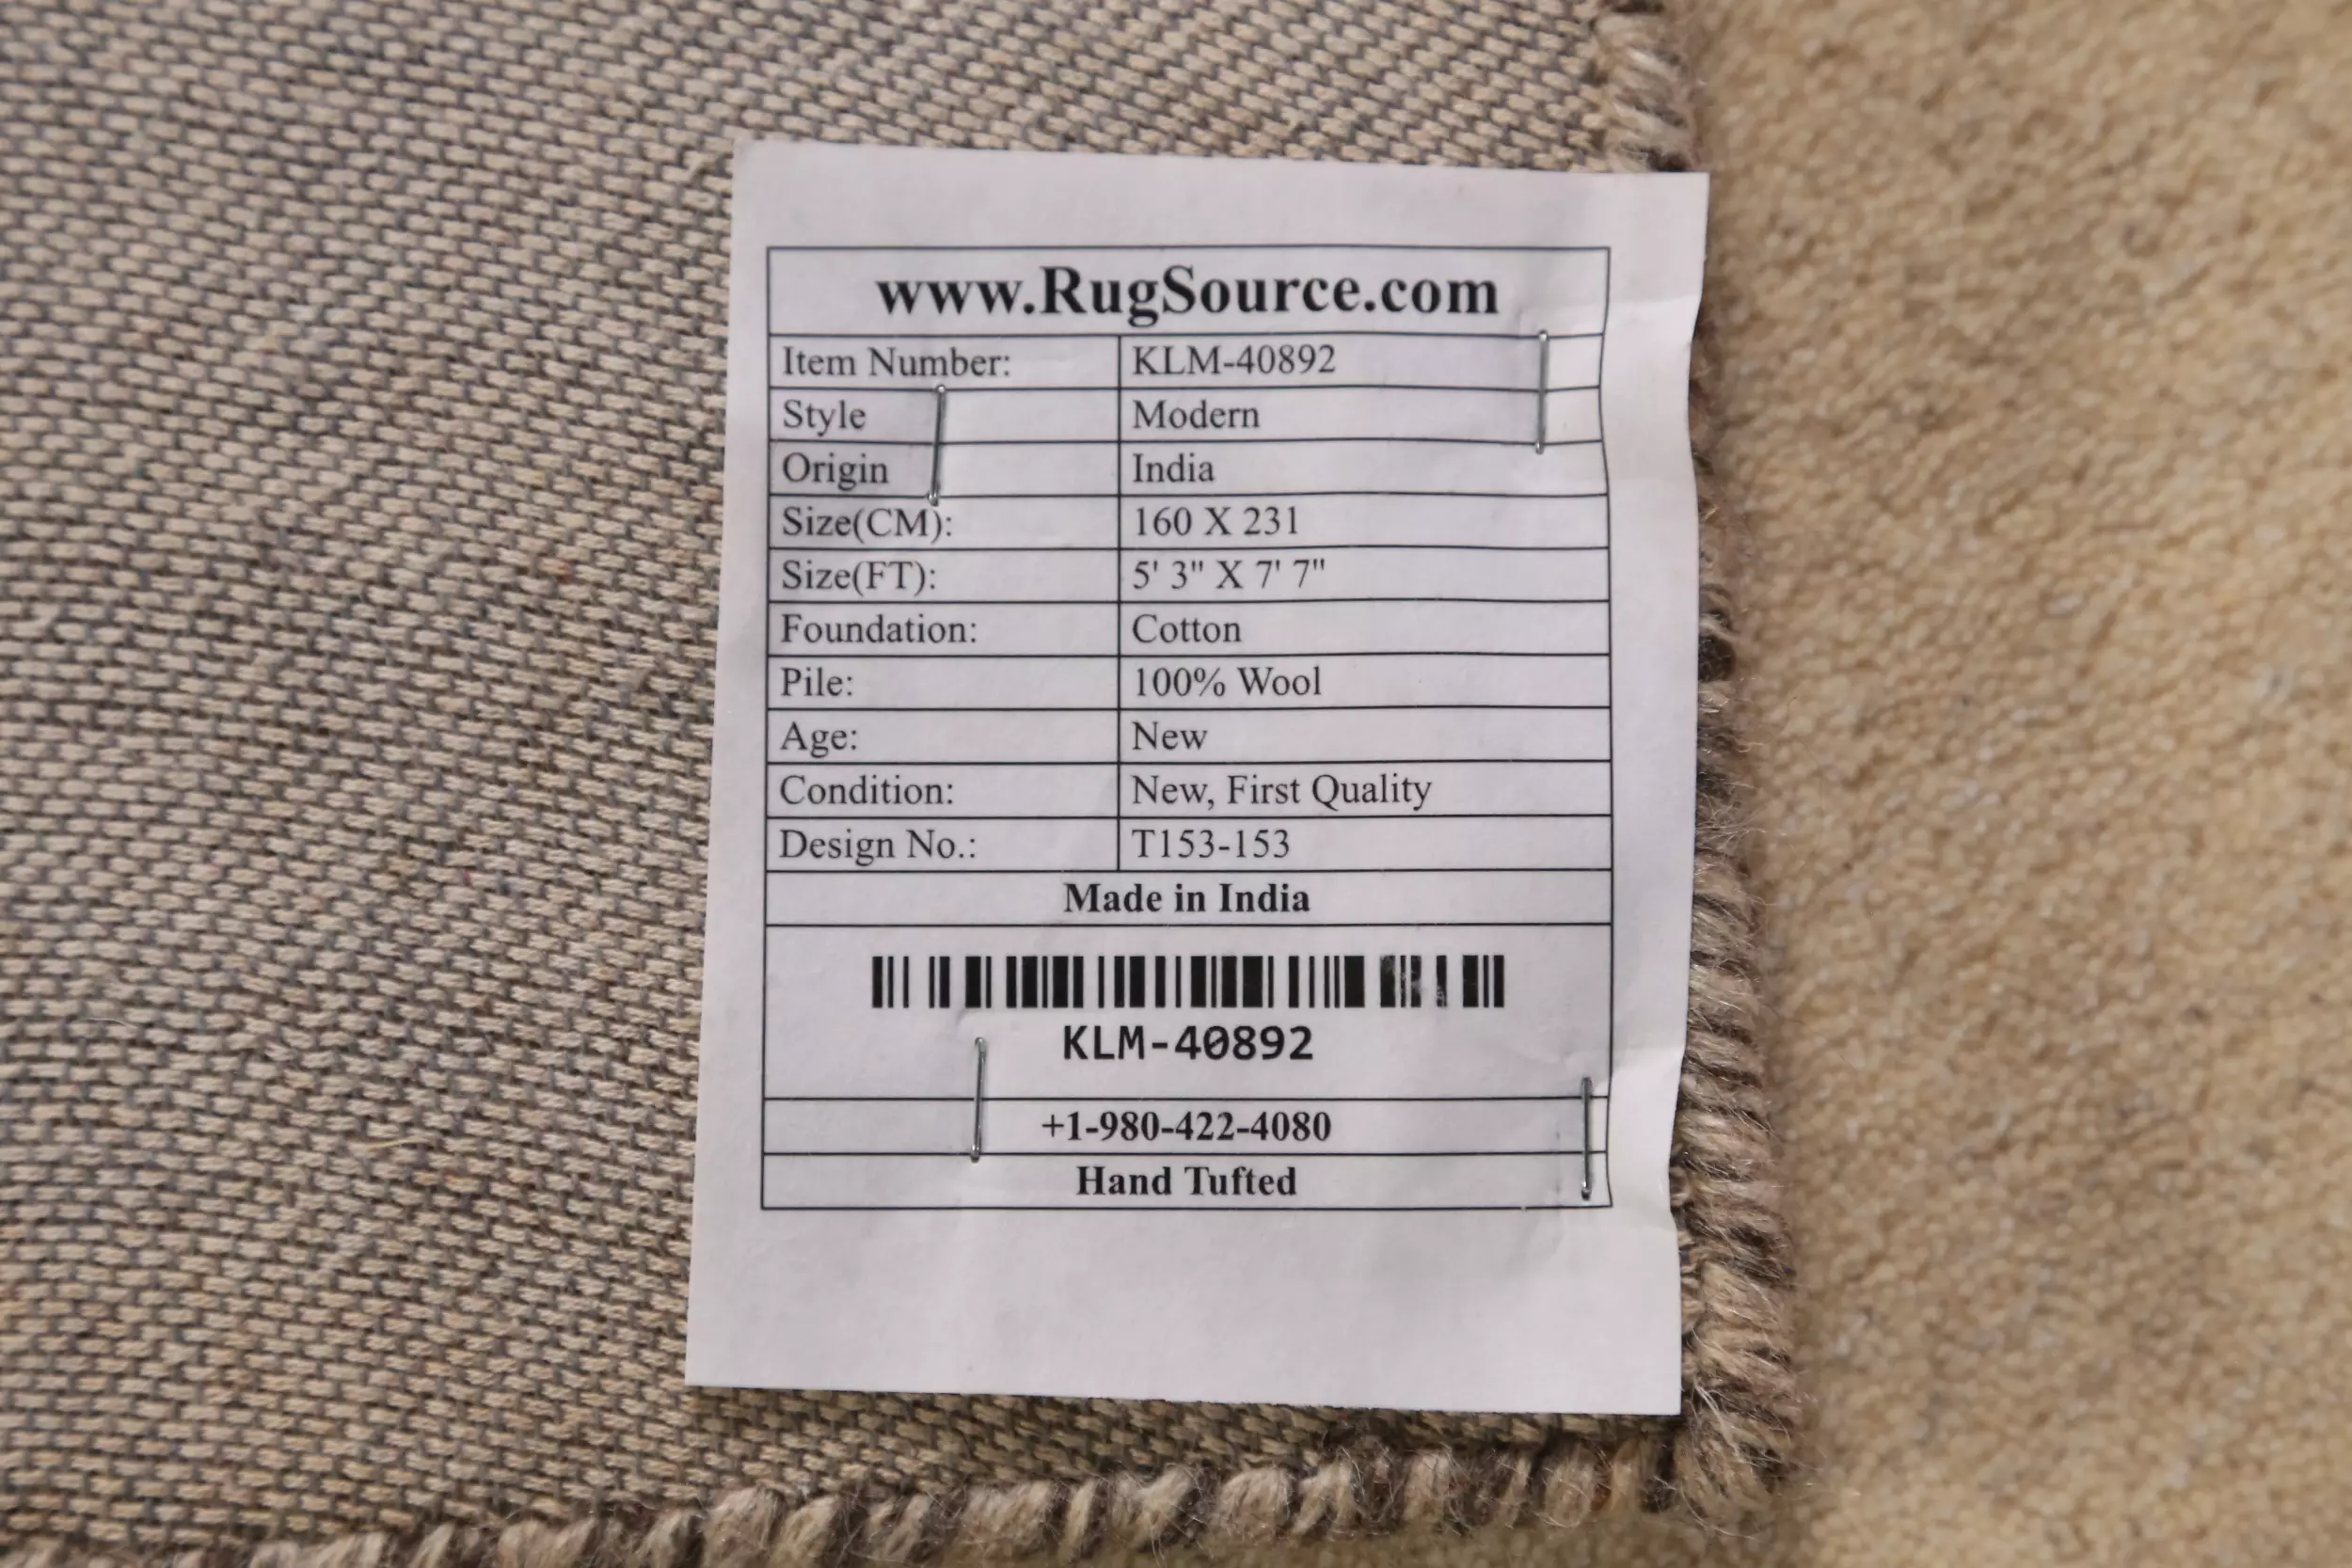 www.RugSource.com
Item Number: KLM-40892
Style Modern
Origin India
Size(CM): 160 X 231
Size(FT): 5' 3" X 7' 7"
Foundation: Cotton
Pile: 100% Wool
Age: New
Condition: New, First Quality
Design No.: T153-153
Made in India
KLM-40892
+1-980-422-4080
Hand Tufted